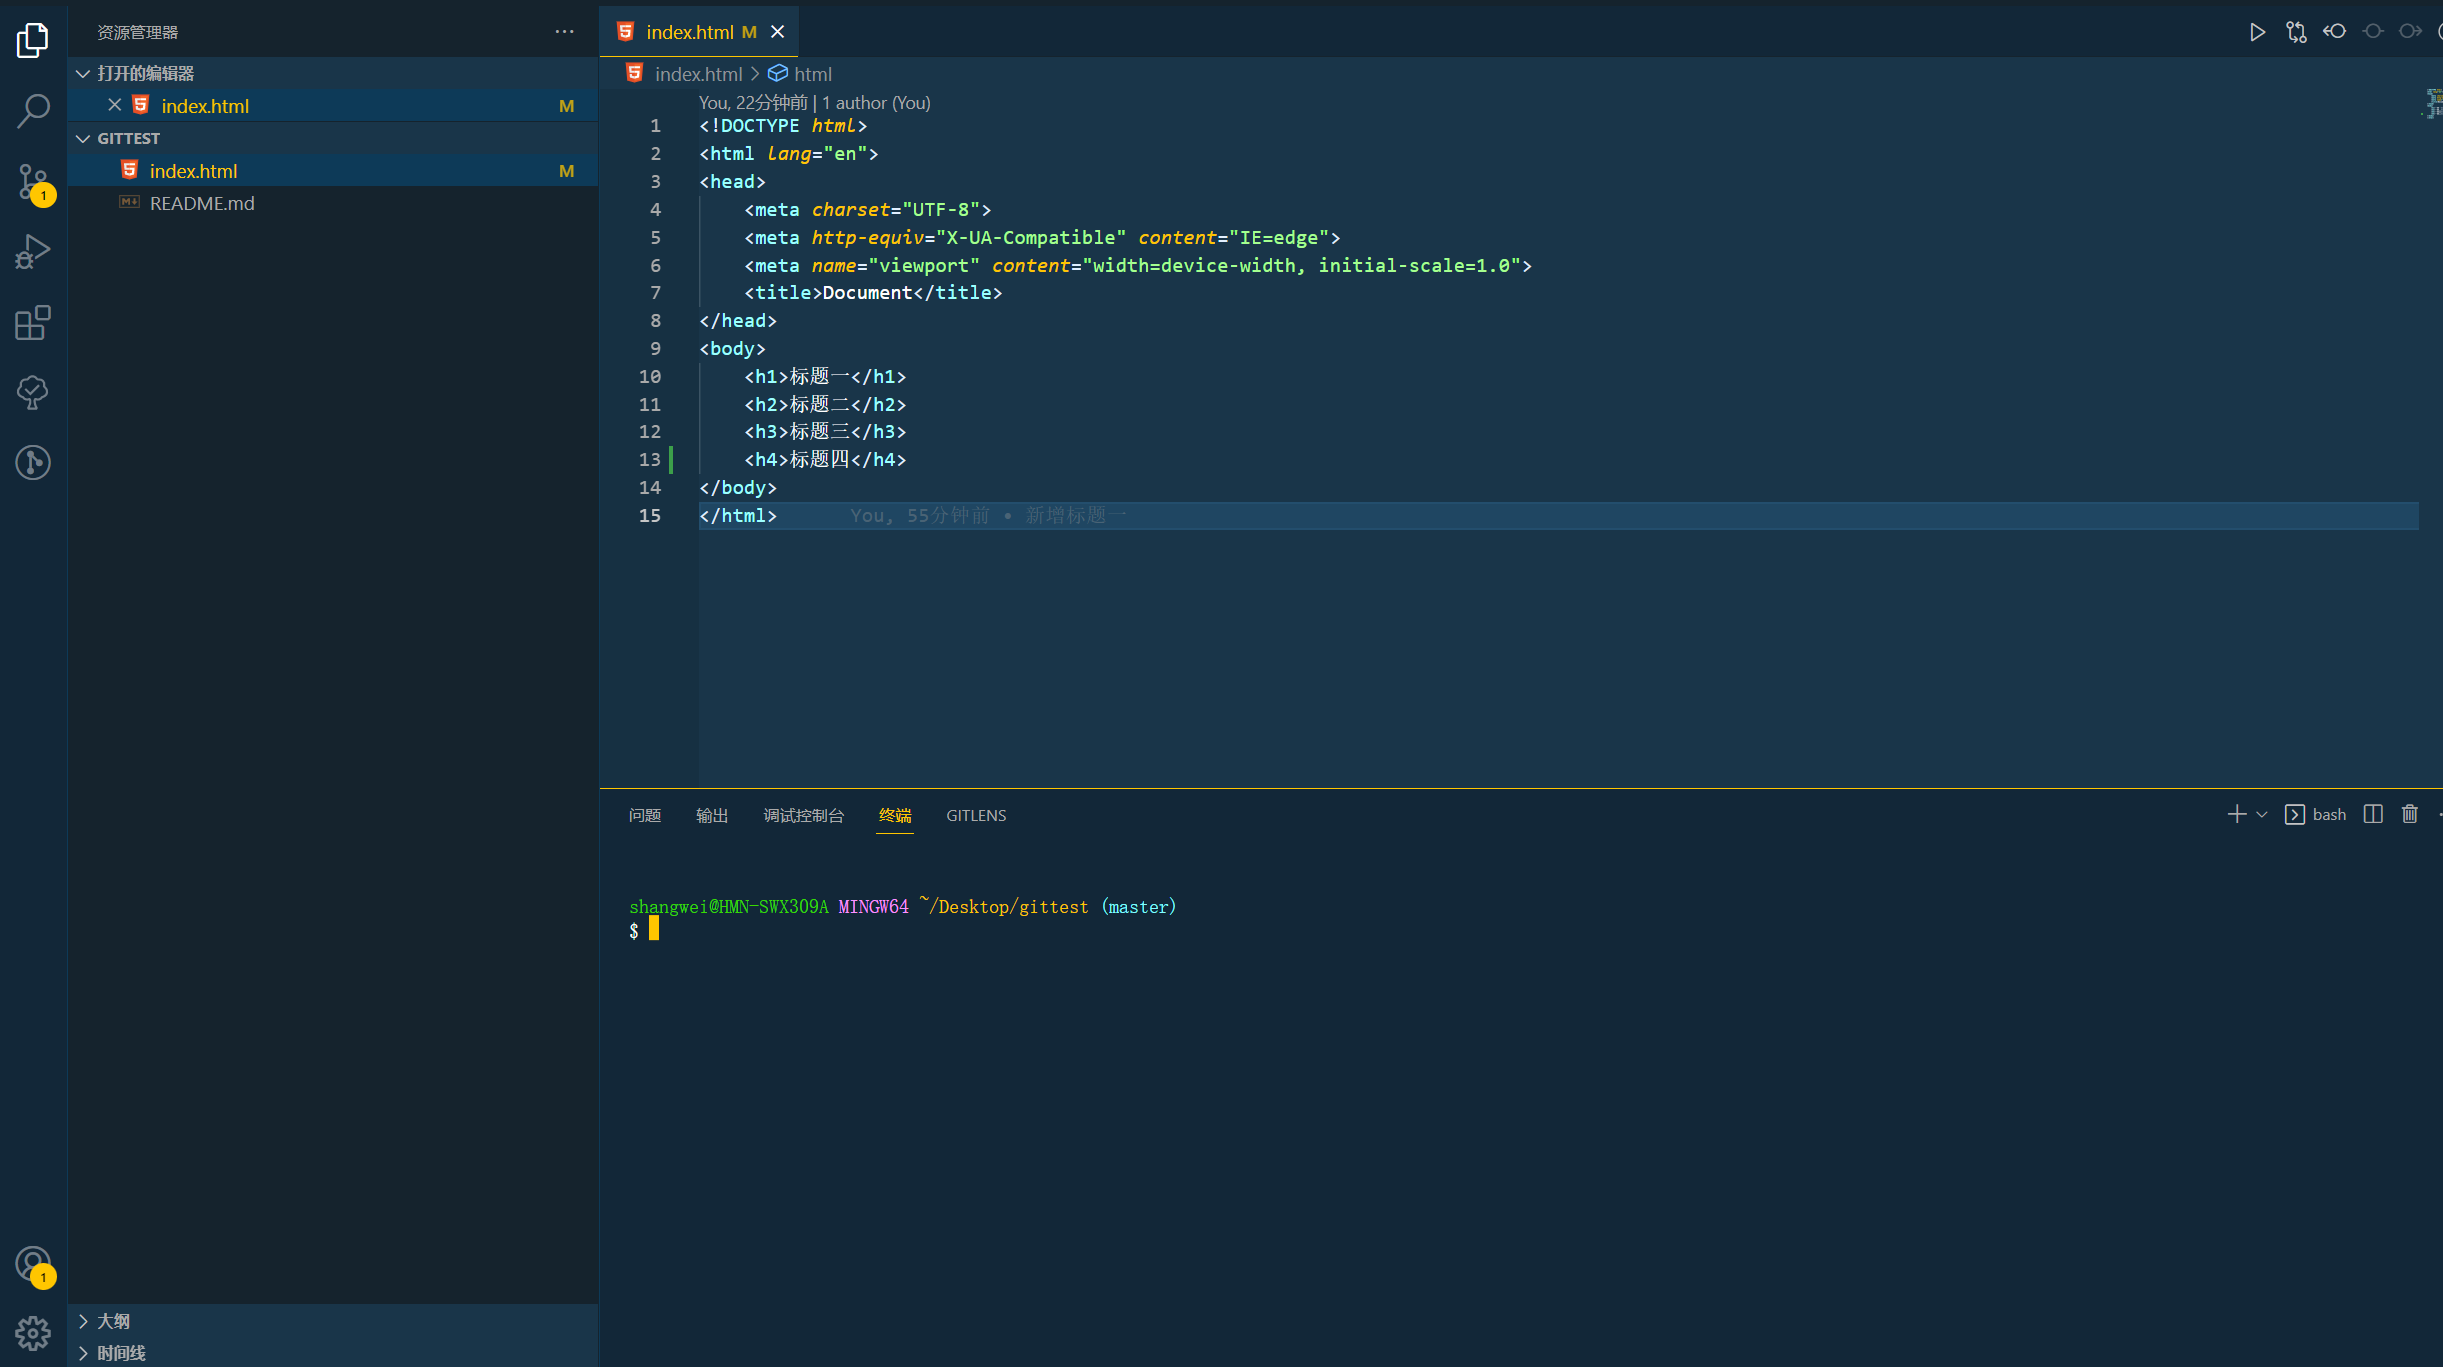 资源管理器
打开的编辑器
index.html M
GITTEST
index.html M
README.md
大纲
时间线
1
1
index.html M
index.html > html
You, 22分钟前 | 1 author (You)
1 <!DOCTYPE html>
2 <html lang="en">
3 <head>
4     <meta charset="UTF-8">
5     <meta http-equiv="X-UA-Compatible" content="IE=edge">
6     <meta name="viewport" content="width=device-width, initial-scale=1.0">
7     <title>Document</title>
8 </head>
9 <body>
10     <h1>标题一</h1>
11     <h2>标题二</h2>
12     <h3>标题三</h3>
13     <h4>标题四</h4>
14 </body>
15 </html> You, 55分钟前 • 新增标题一
问题 输出 调试控制台 终端 GITLENS bash
shangwei@HMN-SWX309A MINGW64 ~/Desktop/gittest (master)
$